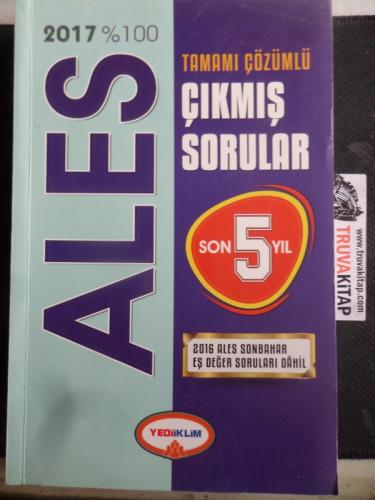 2017 %100
ALES
TAMAMI ÇÖZÜMLÜ
ÇIKMIŞ
SORULAR
SON 5 YIL
2016 ALES SONBAHAR
EŞ DEĞER SORULARI DÂHİL
YEDİİKLİM
www.truvakitap.com
TRUVA
KİTAP